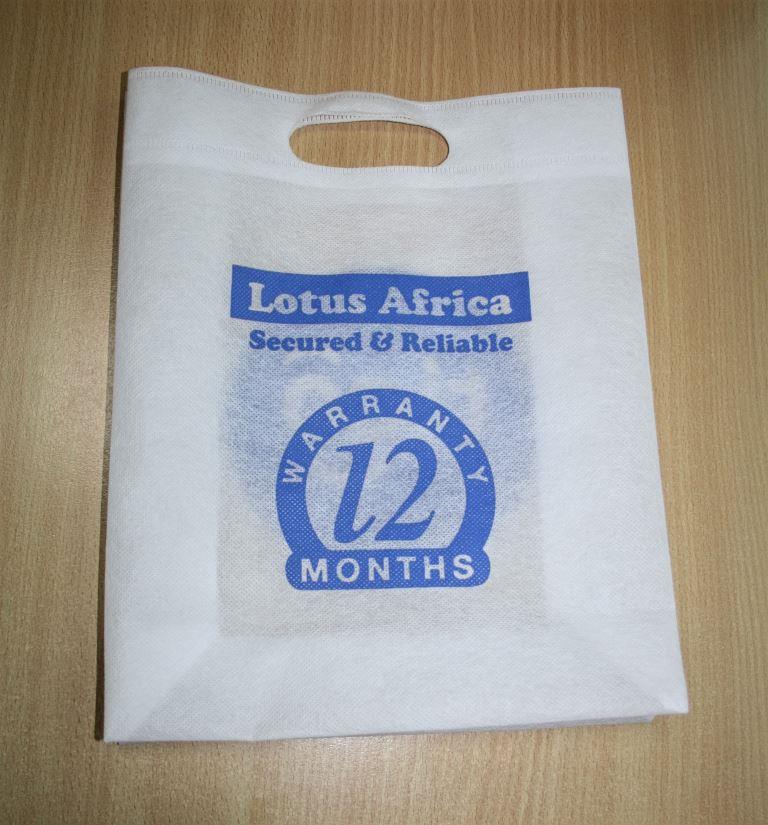 Lotus Africa
Secured & Reliable
WARRANTY
12
MONTHS